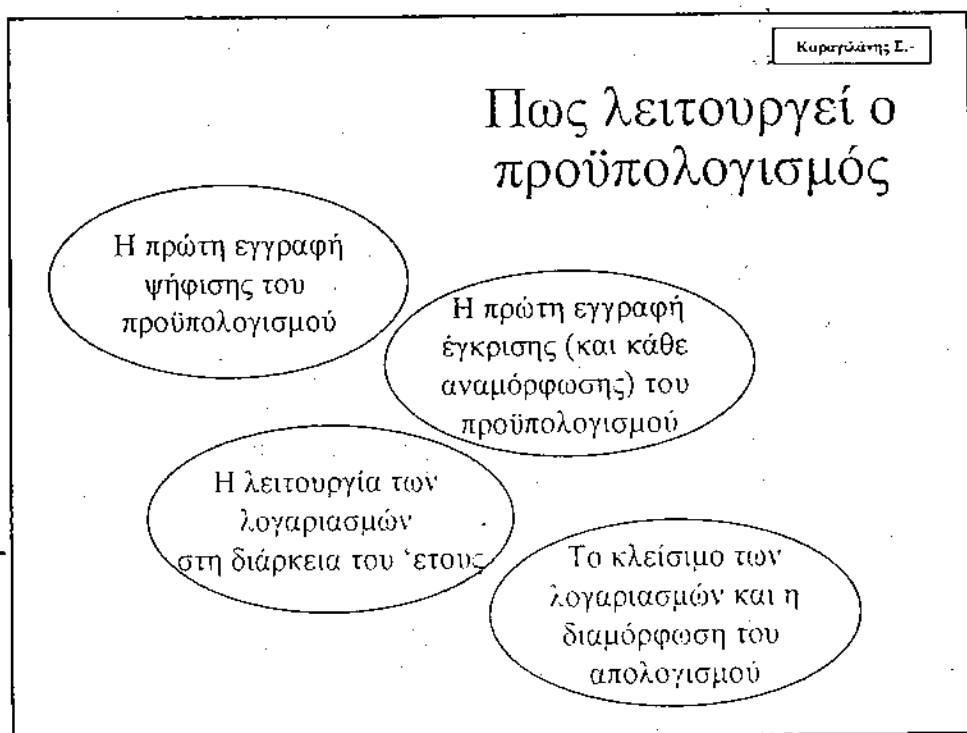 Καραγιλάνης Σ.-
Πως λειτουργεί ο
προϋπολογισμός
Η πρώτη εγγραφή
ψήφισης του
προϋπολογισμού
Η πρώτη εγγραφή
έγκρισης (και κάθε
αναμόρφωσης) του
προϋπολογισμού
Η λειτουργία των
λογαριασμών
στη διάρκεια του ‘ετους
Το κλείσιμο των
λογαριασμών και η
διαμόρφωση του
απολογισμού